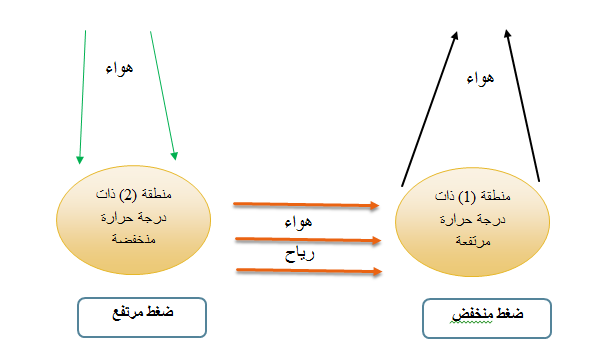 هواء
هواء
منطقة (1) ذات
درجة حرارة
مرتفعة
هواء
رياح
منطقة (2) ذات
درجة حرارة
منخفضة
ضغط منخفض
ضغط مرتفع